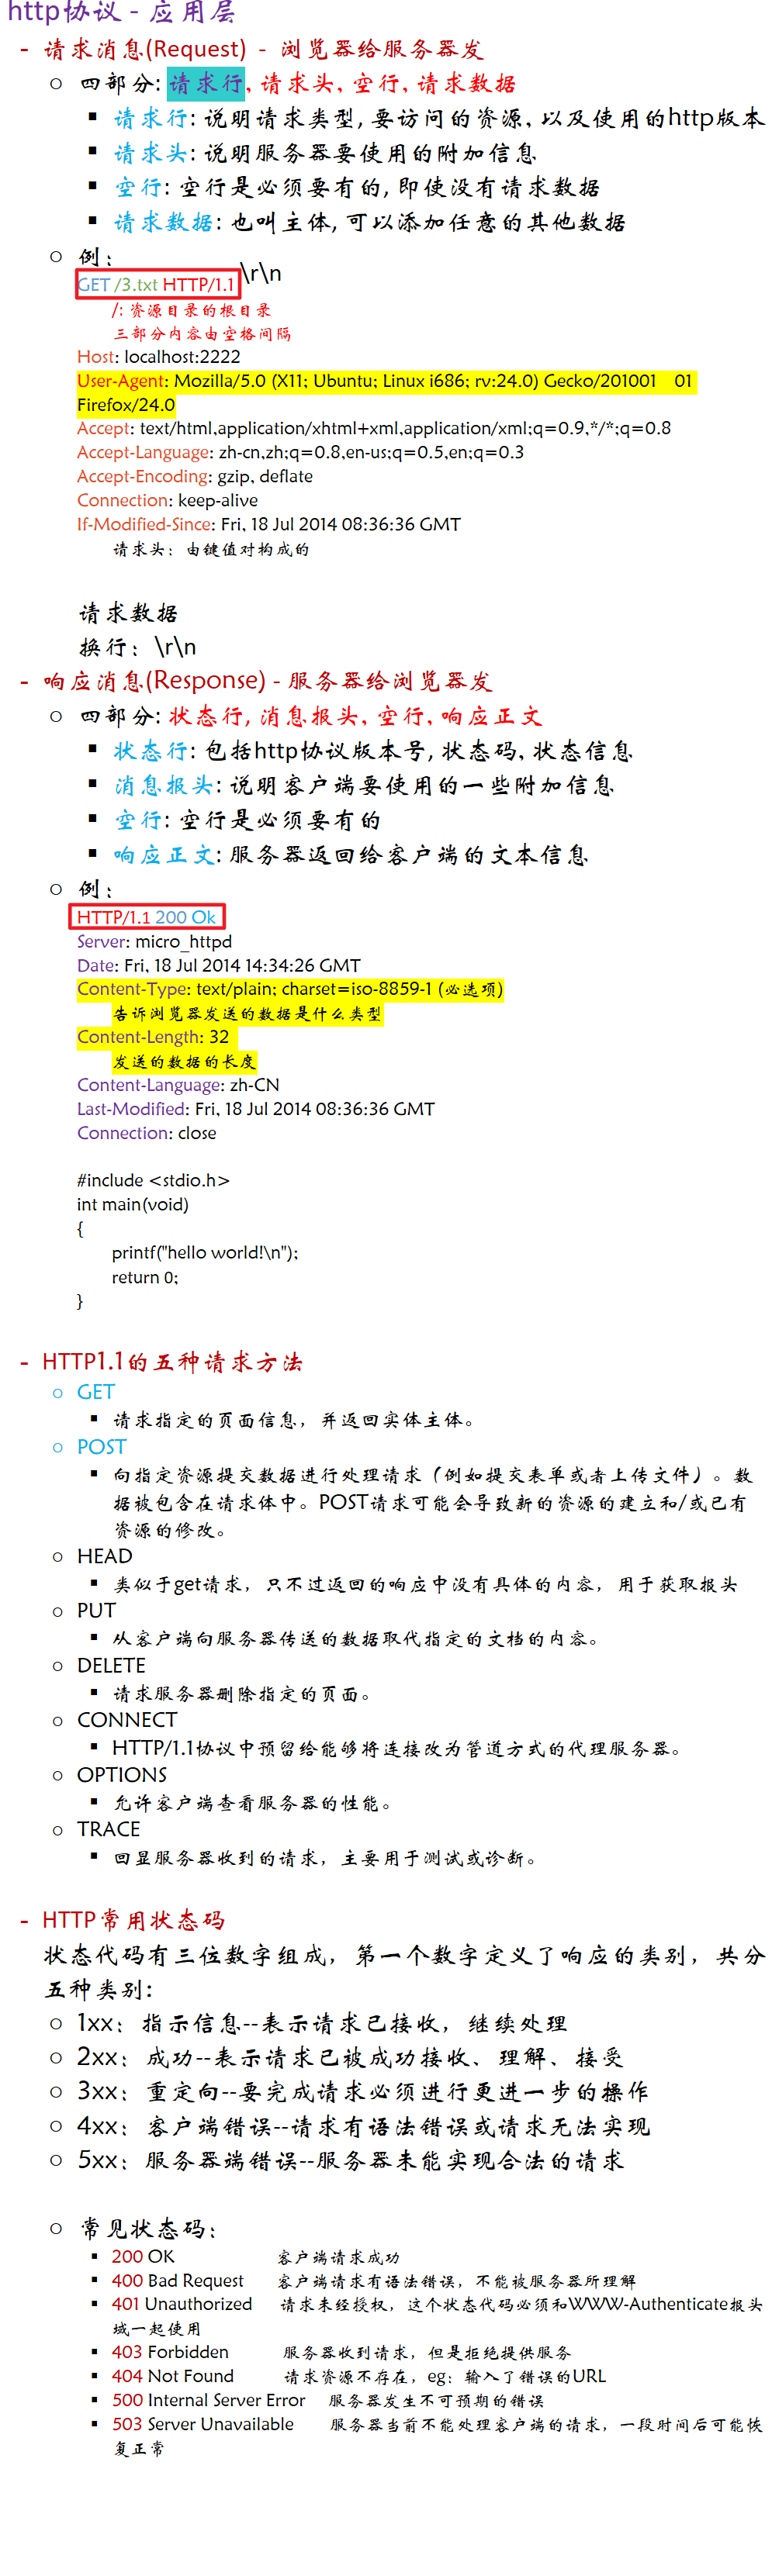 http协议 - 应用层
- 请求消息(Request) - 浏览器给服务器发
○ 四部分: 请求行, 请求头, 空行, 请求数据
▪ 请求行: 说明请求类型, 要访问的资源, 以及使用的http版本
▪ 请求头: 说明服务器要使用的附加信息
▪ 空行: 空行是必须要有的, 即使没有请求数据
▪ 请求数据: 也叫主体, 可以添加任意的其他数据
○ 例:
GET /3.txt HTTP/1.1 \r\n
/: 资源目录的根目录
三部分内容由空格间隔
Host: localhost:2222
User-Agent: Mozilla/5.0 (X11; Ubuntu; Linux i686; rv:24.0) Gecko/201001 01
Firefox/24.0
Accept: text/html,application/xhtml+xml,application/xml;q=0.9,*/*;q=0.8
Accept-Language: zh-cn,zh;q=0.8,en-us;q=0.5,en;q=0.3
Accept-Encoding: gzip, deflate
Connection: keep-alive
If-Modified-Since: Fri, 18 Jul 2014 08:36:36 GMT
请求头: 由键值对构成的
请求数据
换行: \r\n
- 响应消息(Response) - 服务器给浏览器发
○ 四部分: 状态行, 消息报头, 空行, 响应正文
▪ 状态行: 包括http协议版本号, 状态码, 状态信息
▪ 消息报头: 说明客户端要使用的一些附加信息
▪ 空行: 空行是必须要有的
▪ 响应正文: 服务器返回给客户端的文本信息
○ 例:
HTTP/1.1 200 Ok
Server: micro_httpd
Date: Fri, 18 Jul 2014 14:34:26 GMT
Content-Type: text/plain; charset=iso-8859-1 (必选项)
告诉浏览器发送的数据是什么类型
Content-Length: 32
发送的数据的长度
Content-Language: zh-CN
Last-Modified: Fri, 18 Jul 2014 08:36:36 GMT
Connection: close
#include <stdio.h>
int main(void)
{
printf("hello world!\n");
return 0;
}
- HTTP1.1的五种请求方法
○ GET
▪ 请求指定的页面信息，并返回实体主体。
○ POST
▪ 向指定资源提交数据进行处理请求（例如提交表单或者上传文件）。数
据被包含在请求体中。POST请求可能会导致新的资源的建立和/或已有
资源的修改。
○ HEAD
▪ 类似于get请求，只不过返回的响应中没有具体的内容，用于获取报头
○ PUT
▪ 从客户端向服务器传送的数据取代指定的文档的内容。
○ DELETE
▪ 请求服务器删除指定的页面。
○ CONNECT
▪ HTTP/1.1协议中预留给能够将连接改为管道方式的代理服务器。
○ OPTIONS
▪ 允许客户端查看服务器的性能。
○ TRACE
▪ 回显服务器收到的请求，主要用于测试或诊断。
- HTTP常用状态码
状态代码有三位数字组成，第一个数字定义了响应的类别，共分
五种类别:
○ 1xx：指示信息--表示请求已接收，继续处理
○ 2xx：成功--表示请求已被成功接收、理解、接受
○ 3xx：重定向--要完成请求必须进行更进一步的操作
○ 4xx：客户端错误--请求有语法错误或请求无法实现
○ 5xx：服务器端错误--服务器未能实现合法的请求
○ 常见状态码：
▪ 200 OK 客户端请求成功
▪ 400 Bad Request 客户端请求有语法错误，不能被服务器所理解
▪ 401 Unauthorized 请求未经授权，这个状态代码必须和WWW-Authenticate报头
域一起使用
▪ 403 Forbidden 服务器收到请求，但是拒绝提供服务
▪ 404 Not Found 请求资源不存在，eg：输入了错误的URL
▪ 500 Internal Server Error 服务器发生不可预期的错误
▪ 503 Server Unavailable 服务器当前不能处理客户端的请求，一段时间后可能恢
复正常